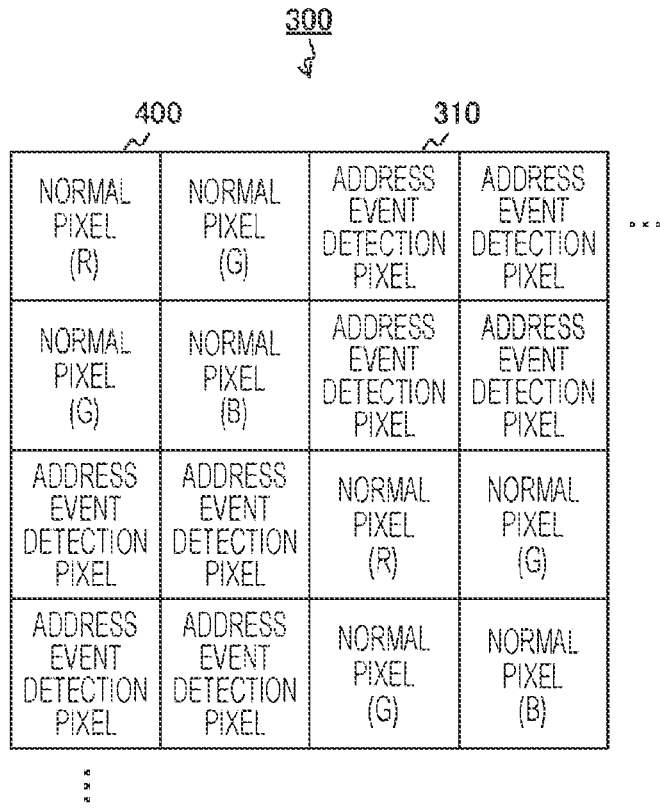 300
400
310
NORMAL
PIXEL
(R)
NORMAL
PIXEL
(G)
ADDRESS
EVENT
DETECTION
PIXEL
ADDRESS
EVENT
DETECTION
PIXEL
NORMAL
PIXEL
(G)
NORMAL
PIXEL
(B)
ADDRESS
EVENT
DETECTION
PIXEL
ADDRESS
EVENT
DETECTION
PIXEL
ADDRESS
EVENT
DETECTION
PIXEL
ADDRESS
EVENT
DETECTION
PIXEL
NORMAL
PIXEL
(R)
NORMAL
PIXEL
(G)
ADDRESS
EVENT
DETECTION
PIXEL
ADDRESS
EVENT
DETECTION
PIXEL
NORMAL
PIXEL
(G)
NORMAL
PIXEL
(B)